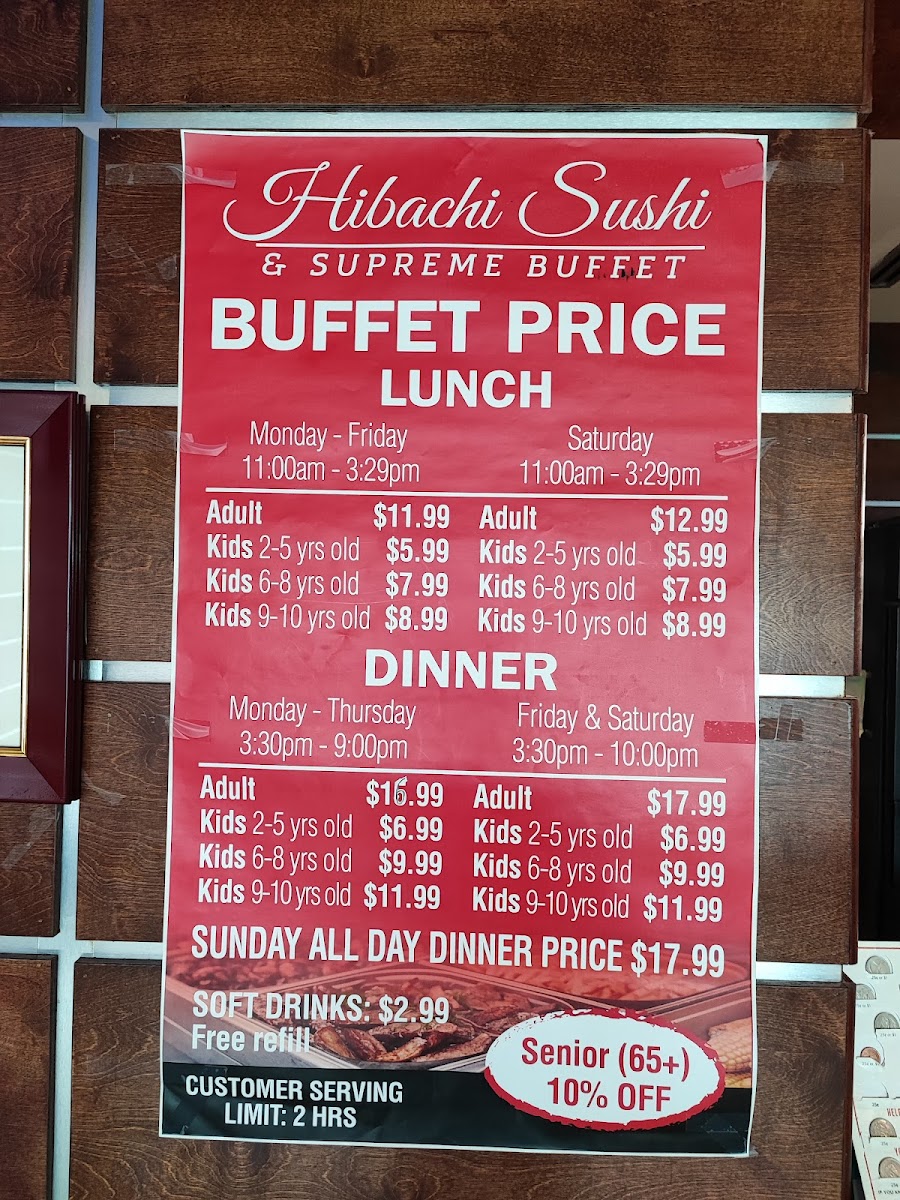 Hibachi Sushi
& SUPREME BUFFET
BUFFET PRICE
LUNCH
Monday - Friday
11:00am - 3:29pm
Adult $11.99
Kids 2-5 yrs old $5.99
Kids 6-8 yrs old $7.99
Kids 9-10 yrs old $8.99
Saturday
11:00am - 3:29pm
Adult $12.99
Kids 2-5 yrs old $5.99
Kids 6-8 yrs old $7.99
Kids 9-10 yrs old $8.99
DINNER
Monday - Thursday
3:30pm - 9:00pm
Adult $16.99
Kids 2-5 yrs old $6.99
Kids 6-8 yrs old $9.99
Kids 9-10 yrs old $11.99
Friday & Saturday
3:30pm - 10:00pm
Adult $17.99
Kids 2-5 yrs old $6.99
Kids 6-8 yrs old $9.99
Kids 9-10 yrs old $11.99
SUNDAY ALL DAY DINNER PRICE $17.99
SOFT DRINKS: $2.99
Free refill
Senior (65+)
10% OFF
CUSTOMER SERVING
LIMIT: 2 HRS